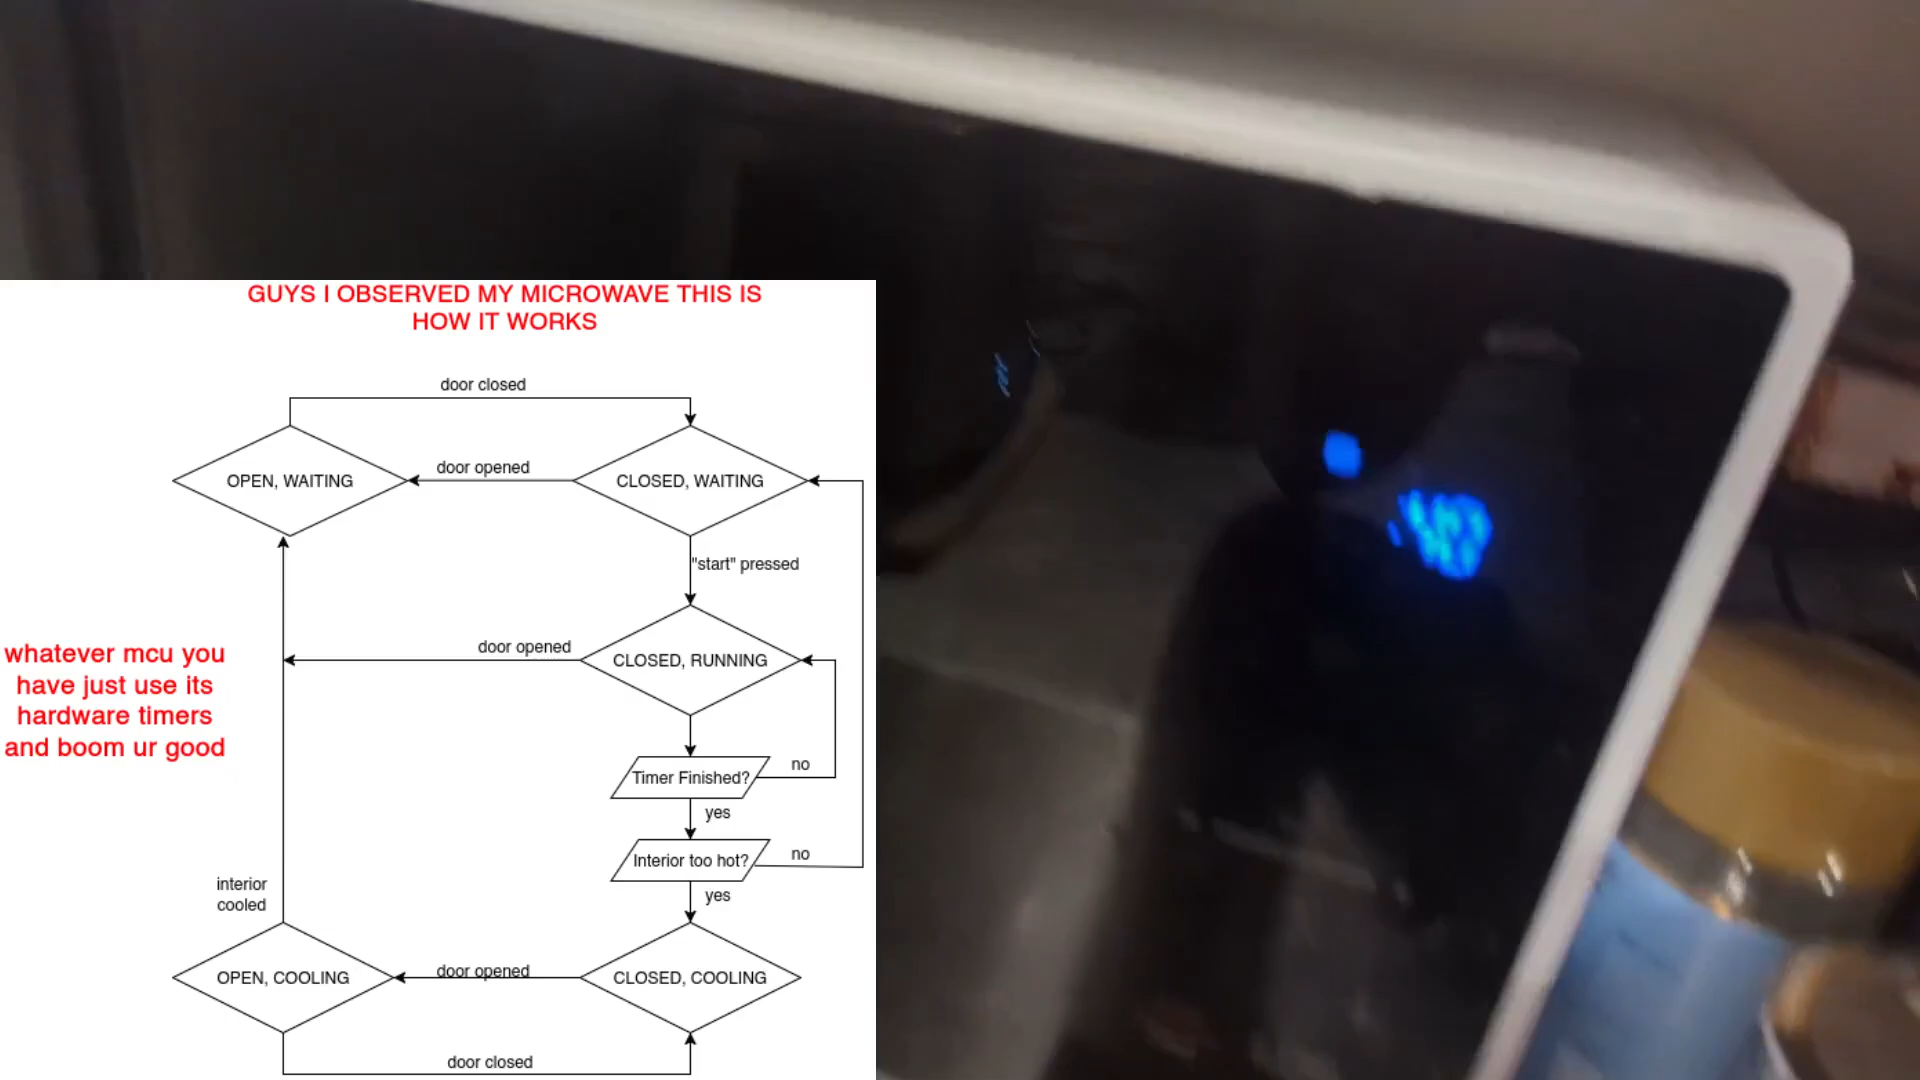 GUYS I OBSERVED MY MICROWAVE THIS IS
HOW IT WORKS
door closed
OPEN, WAITING
door opened
CLOSED, WAITING
"start" pressed
door opened
CLOSED, RUNNING
whatever mcu you
have just use its
hardware timers
and boom ur good
Timer Finished?
no
yes
Interior too hot?
no
yes
interior
cooled
OPEN, COOLING
door opened
CLOSED, COOLING
door closed